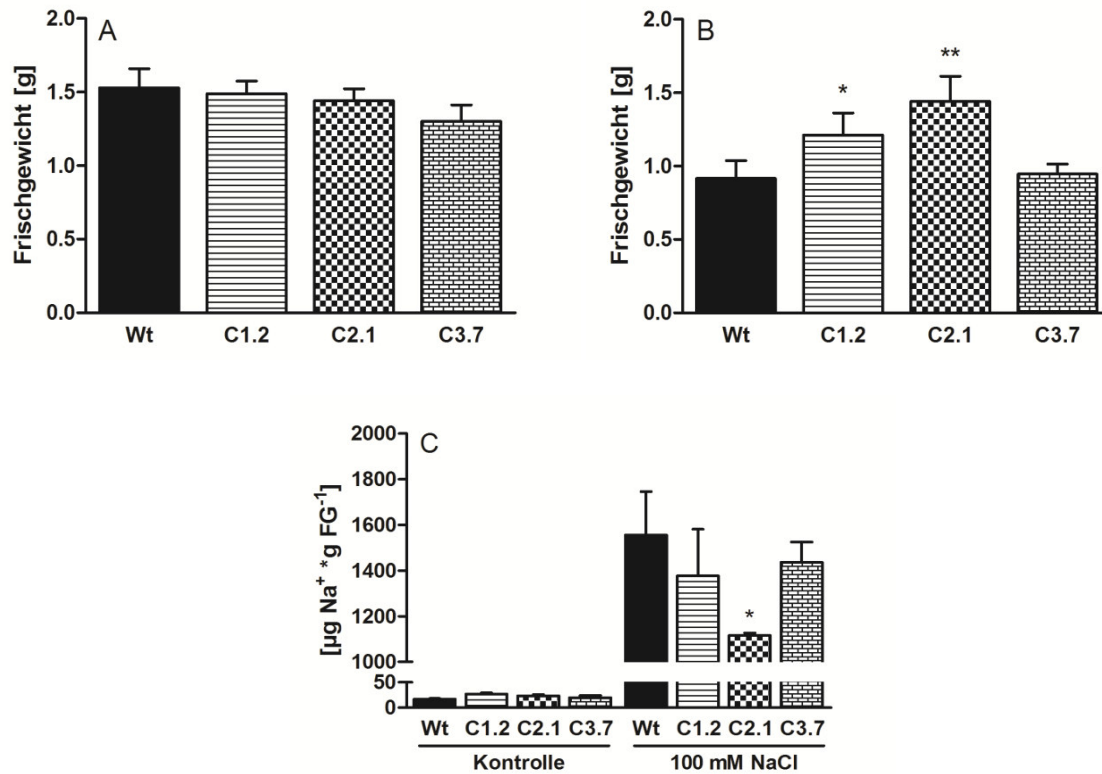 A
Frischgewicht [g]
2.0
1.5
1.0
0.5
0.0
Wt C1.2 C2.1 C3.7
B
Frischgewicht [g]
2.0
1.5
1.0
0.5
0.0
* **
Wt C1.2 C2.1 C3.7
C
[µg Na⁺ *g FG⁻¹]
2000
1800
1600
1400
1200
1000
50
0
*
Wt C1.2 C2.1 C3.7 Wt C1.2 C2.1 C3.7
Kontrolle 100 mM NaCl